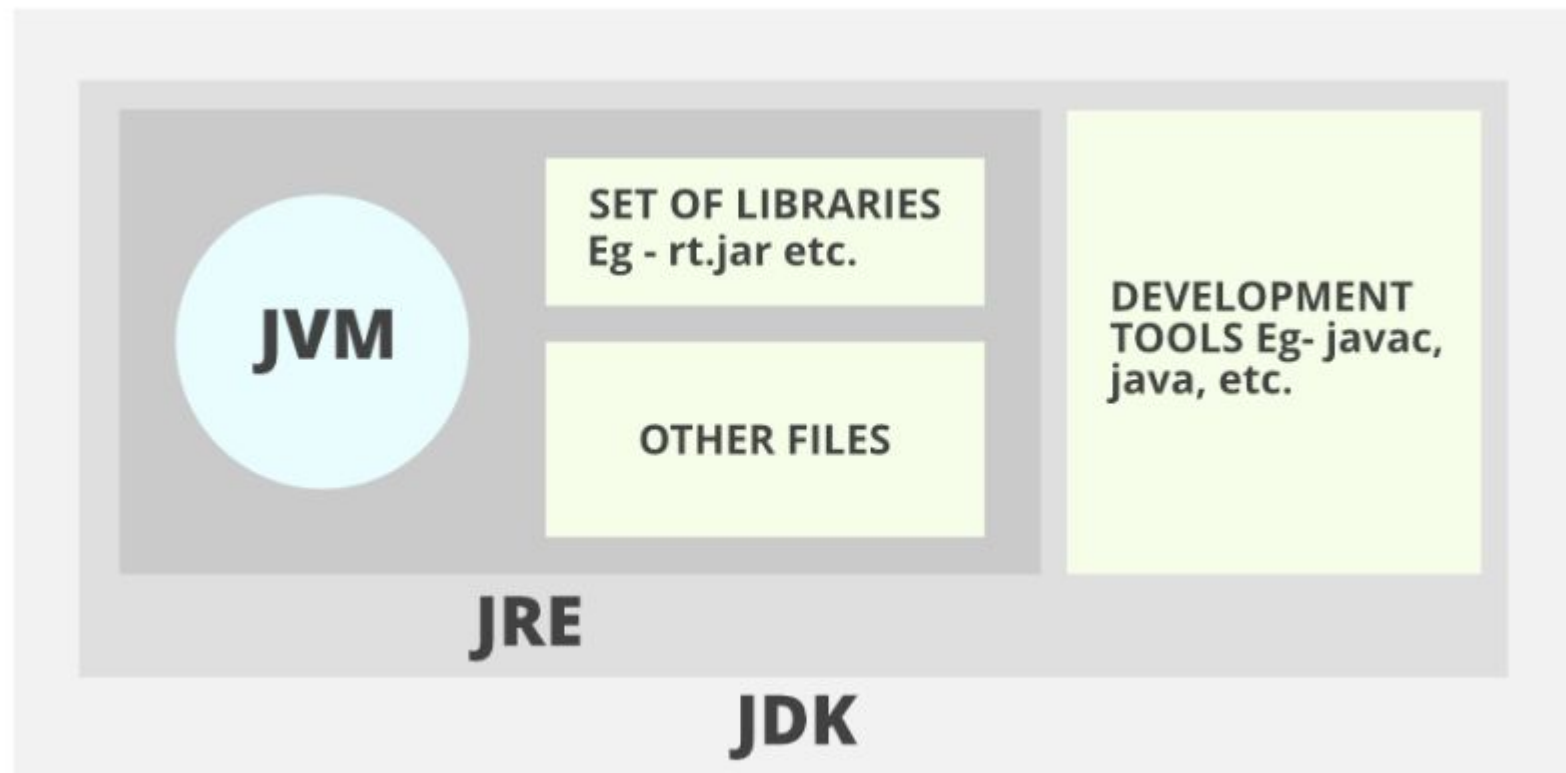 JVM
SET OF LIBRARIES
Eg - rt.jar etc.
OTHER FILES
DEVELOPMENT
TOOLS Eg- javac,
java, etc.
JRE
JDK